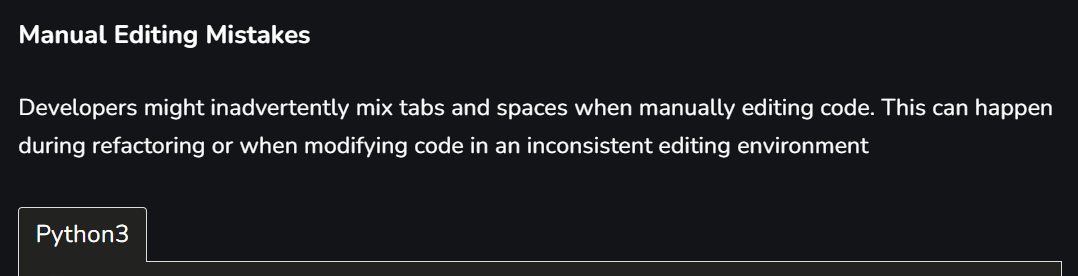 Manual Editing Mistakes
Developers might inadvertently mix tabs and spaces when manually editing code. This can happen
during refactoring or when modifying code in an inconsistent editing environment
Python3